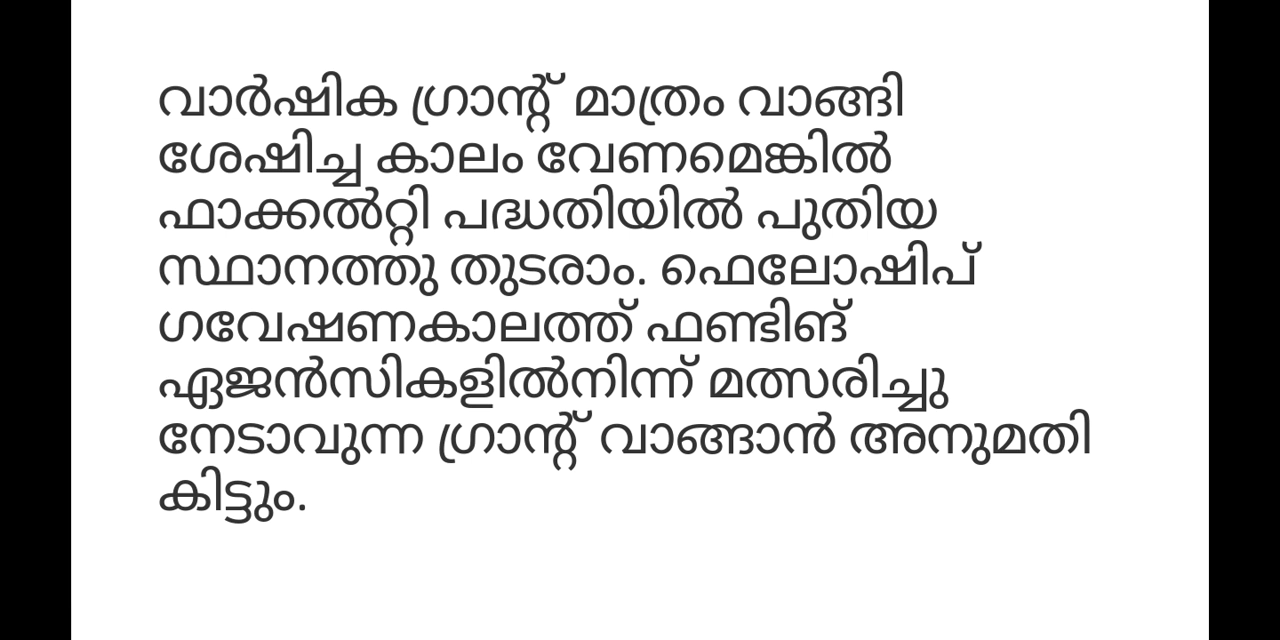 വാർഷിക ഗ്രാന്റ് മാത്രം വാങ്ങി
ശേഷിച്ച കാലം വേണമെങ്കിൽ
ഫാക്കൽറ്റി പദ്ധതിയിൽ പുതിയ
സ്ഥാനത്തു തുടരാം. ഫെലോഷിപ്
ഗവേഷണകാലത്ത് ഫണ്ടിങ്
ഏജൻസികളിൽനിന്ന് മത്സരിച്ചു
നേടാവുന്ന ഗ്രാന്റ് വാങ്ങാൻ അനുമതി
കിട്ടും.